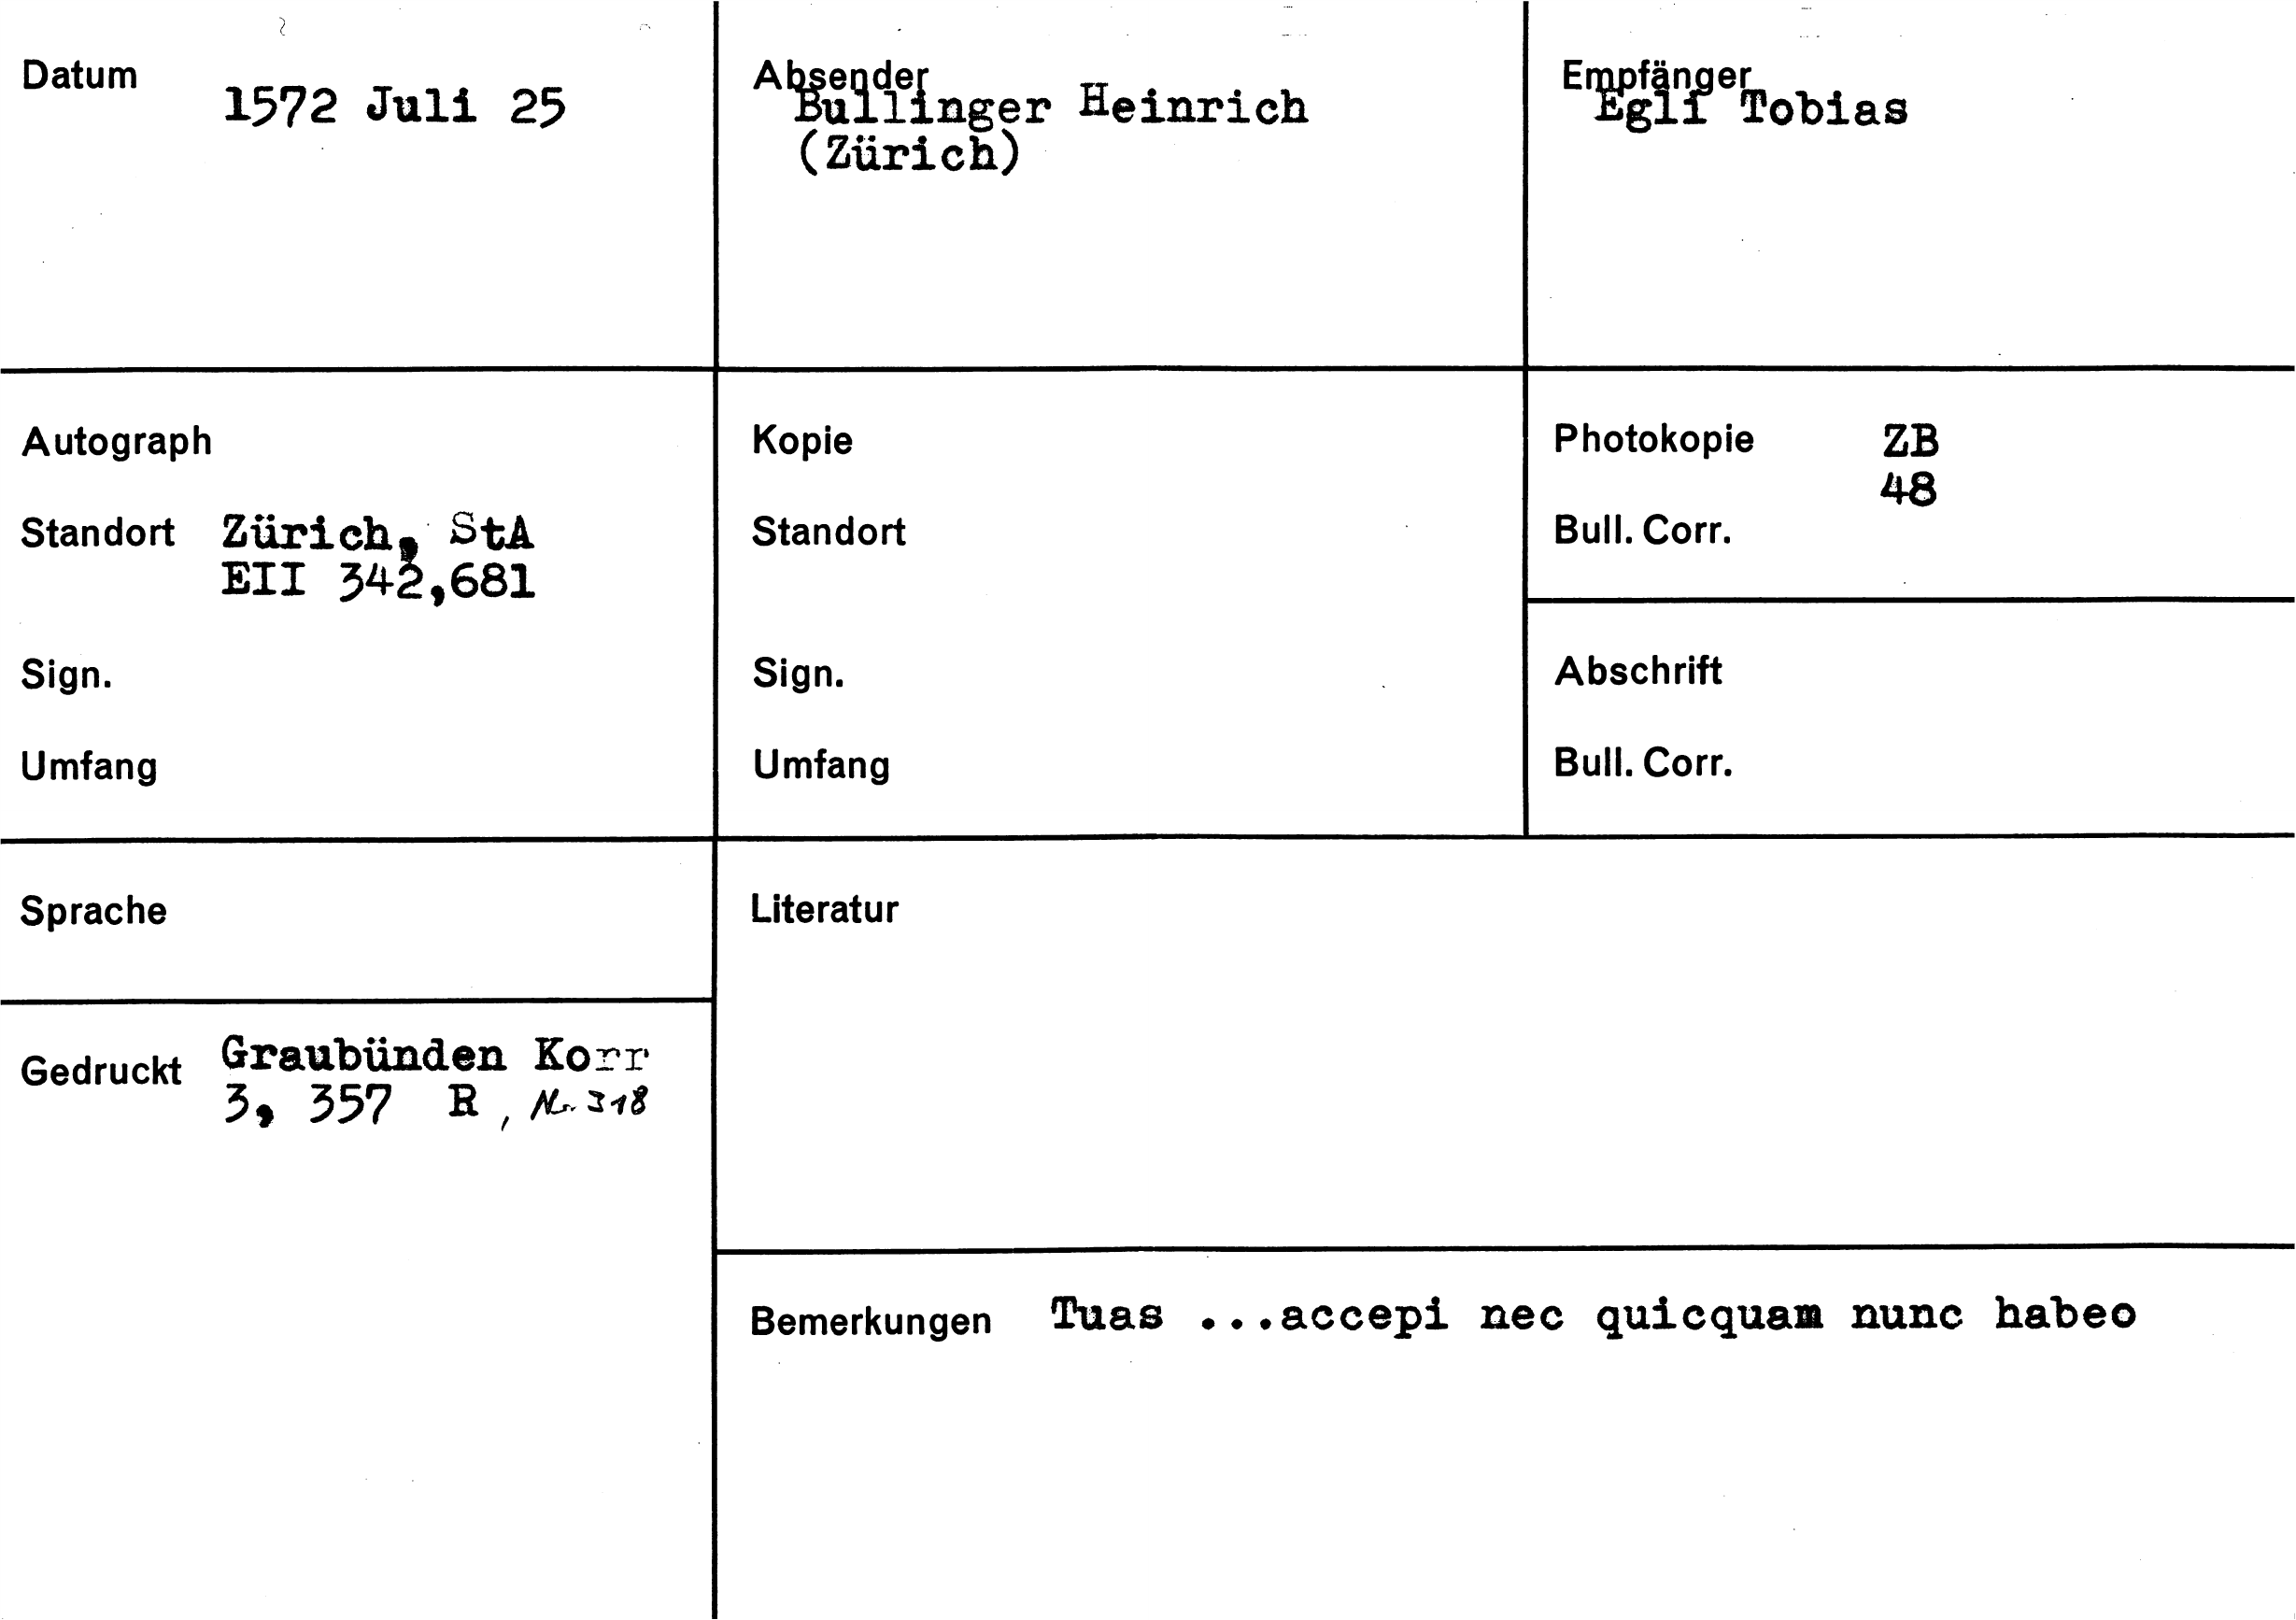 Datum 1572 Juli 25
Absender
Bullinger Heinrich
(Zürich)
Empfänger
Egli Tobias
Autograph
Standort Zürich, StA
EII 342,681
Sign.
Umfang
Kopie
Standort
Sign.
Umfang
Photokopie ZB
48
Bull. Corr.
Abschrift
Bull. Corr.
Sprache
Literatur
Gedruckt Graubünden Korr
3, 357 R , Nr. 318
Bemerkungen Tuas ...accepi nec quicquam nunc habeo